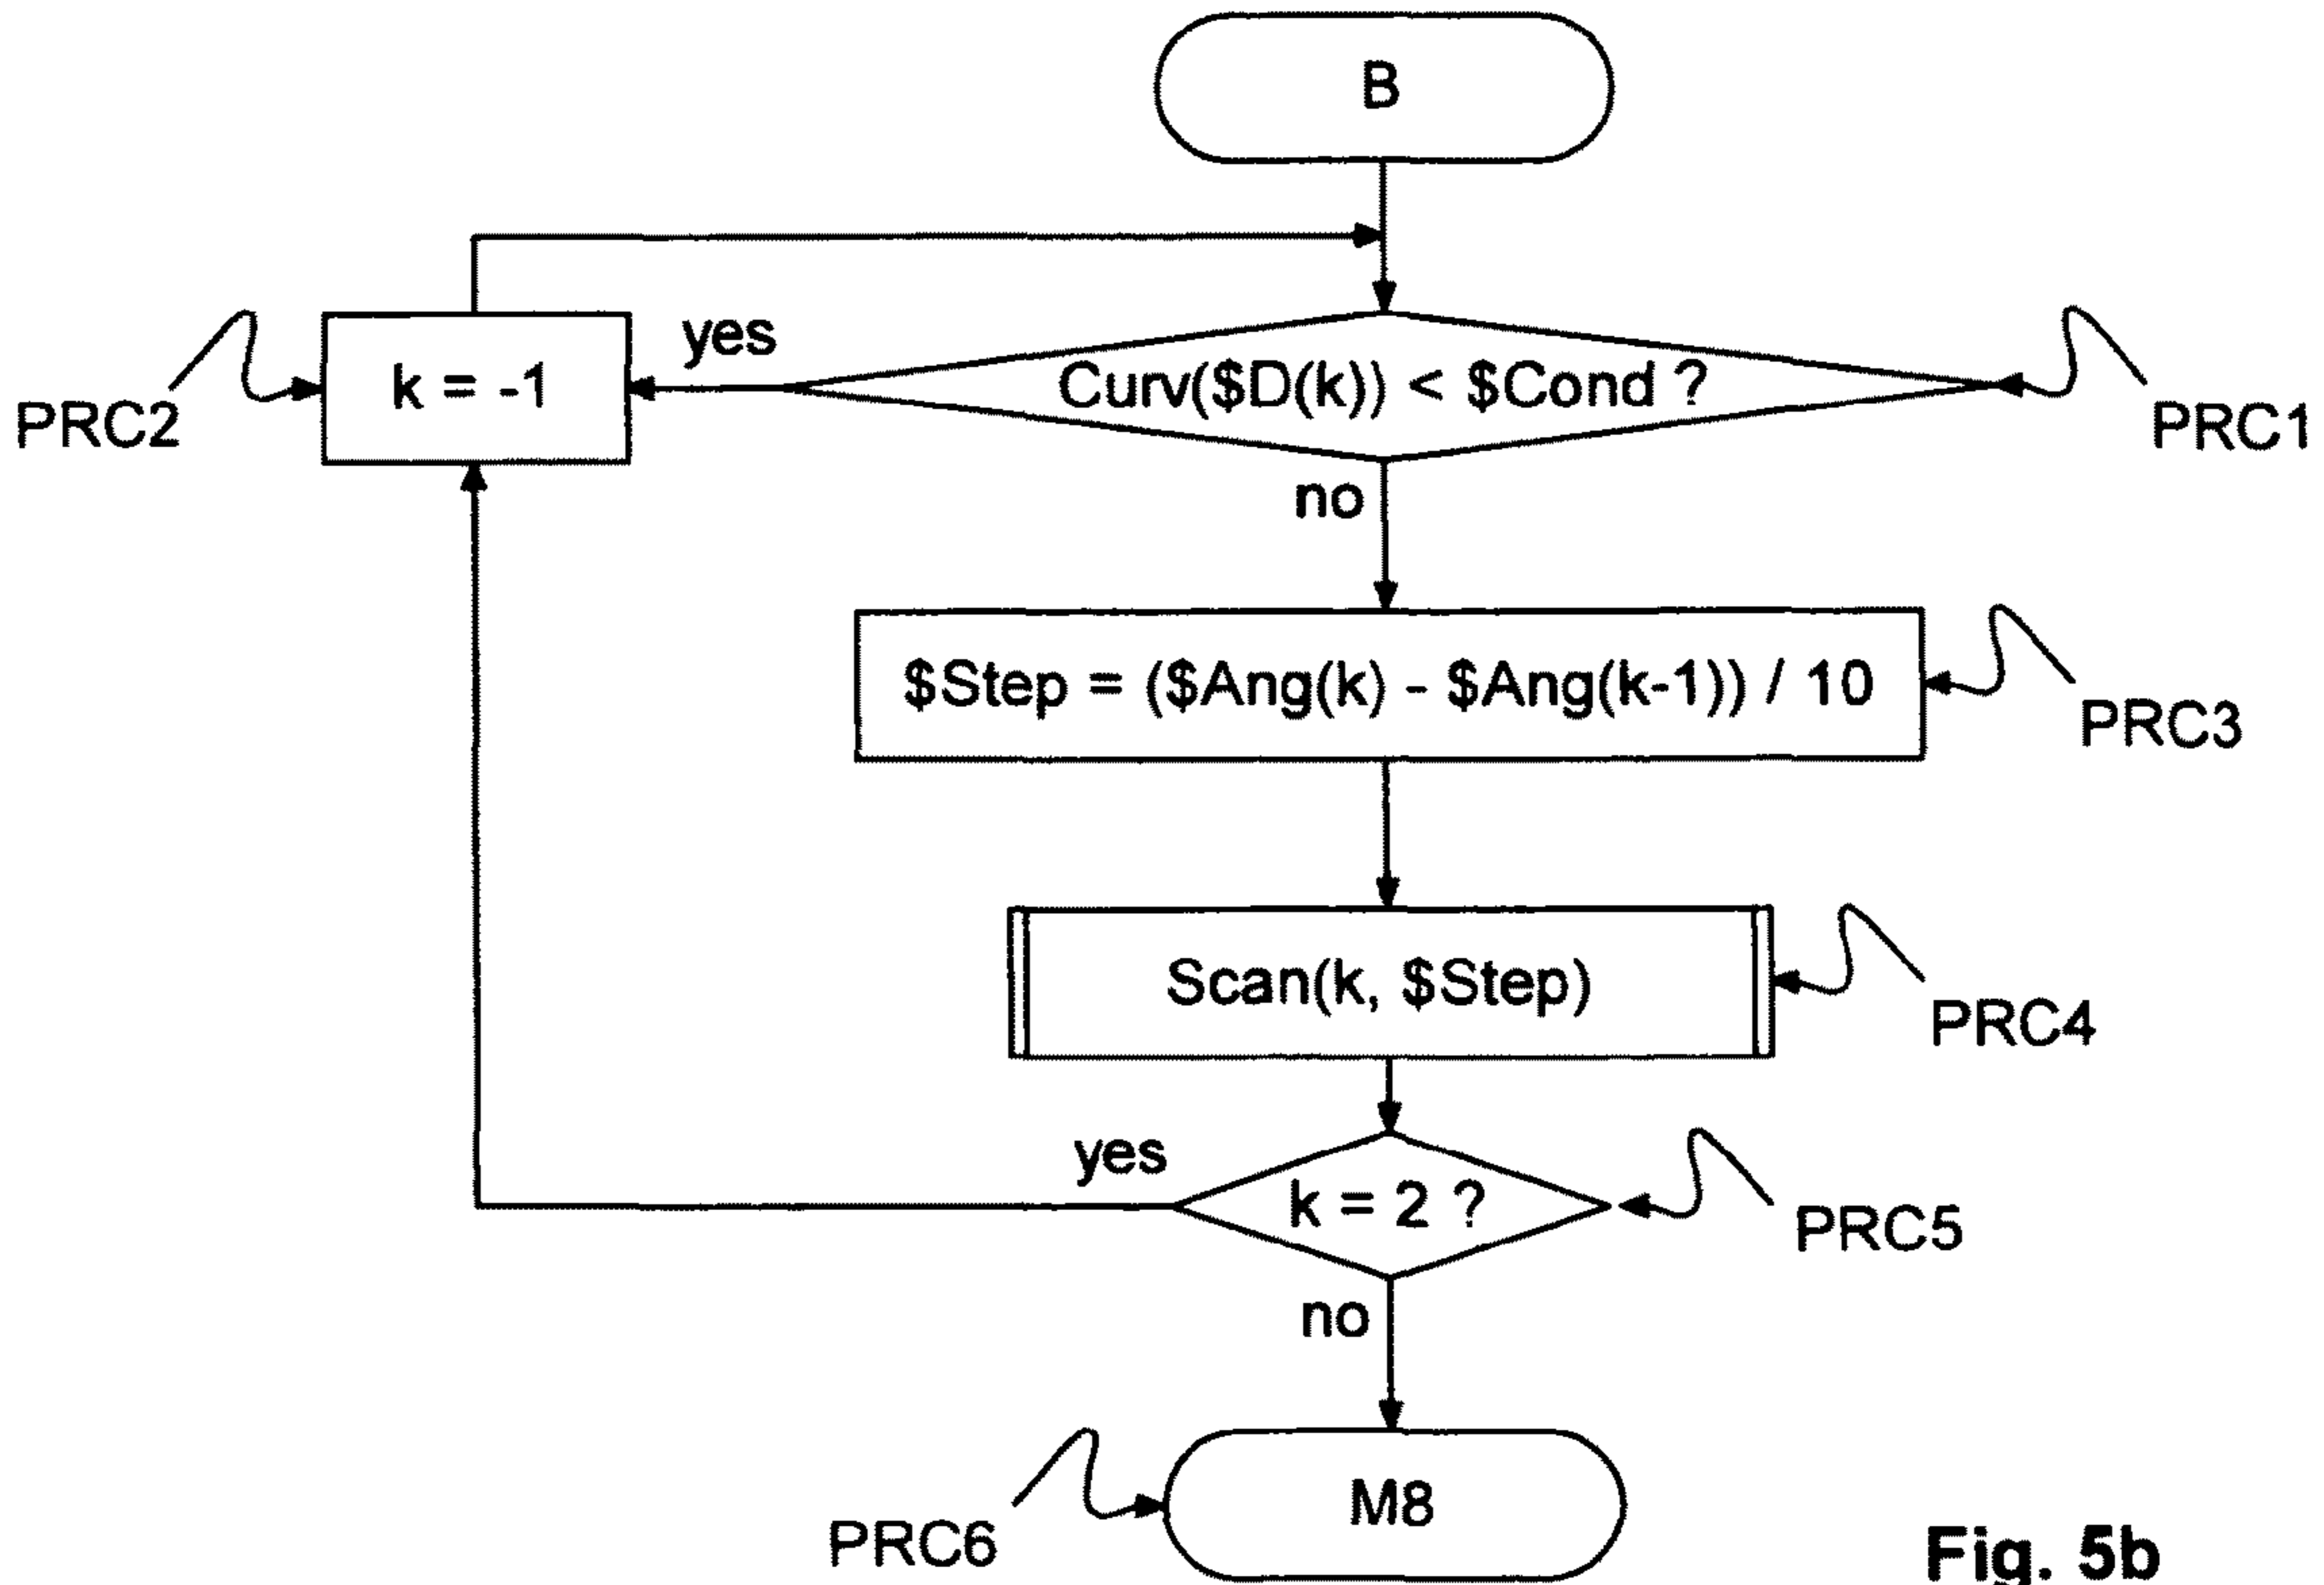 B
yes
k = -1
Curv($D(k)) < $Cond ?
PRC2
PRC1
no
$Step = ($Ang(k) - $Ang(k-1)) / 10
PRC3
Scan(k, $Step)
PRC4
yes
k = 2 ?
PRC5
no
M8
PRC6
Fig. 5b